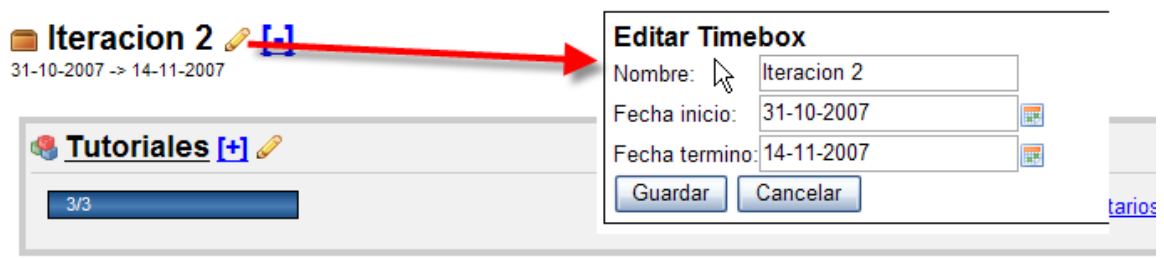 Iteracion 2 [-]
31-10-2007 -> 14-11-2007
Tutoriales [+]
3/3
Editar Timebox
Nombre: Iteracion 2
Fecha inicio: 31-10-2007
Fecha termino: 14-11-2007
Guardar Cancelar
tarios